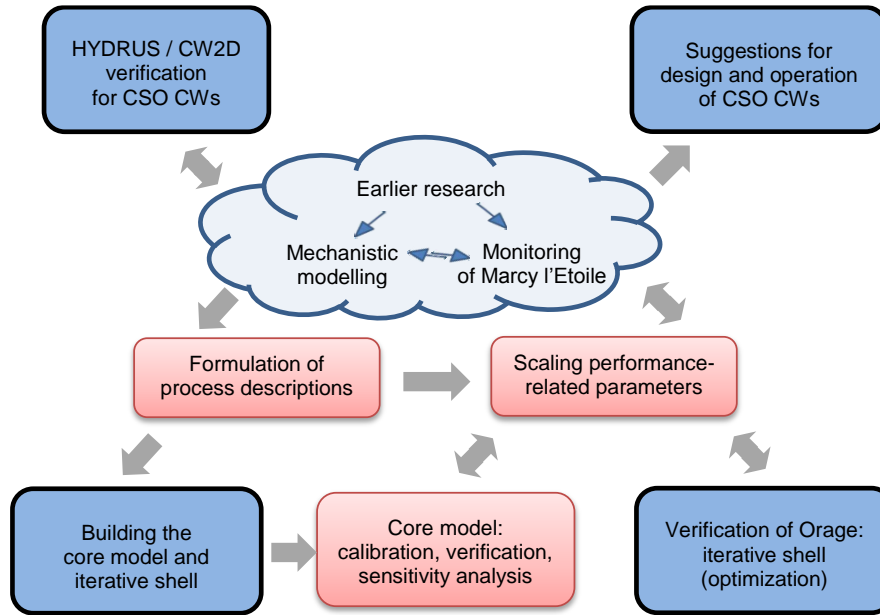 HYDRUS / CW2D
verification
for CSO CWs
Suggestions for
design and operation
of CSO CWs
Earlier research
Mechanistic
modelling
Monitoring
of Marcy l’Etoile
Formulation of
process descriptions
Scaling performance-
related parameters
Building the
core model and
iterative shell
Core model:
calibration, verification,
sensitivity analysis
Verification of Orage:
iterative shell
(optimization)